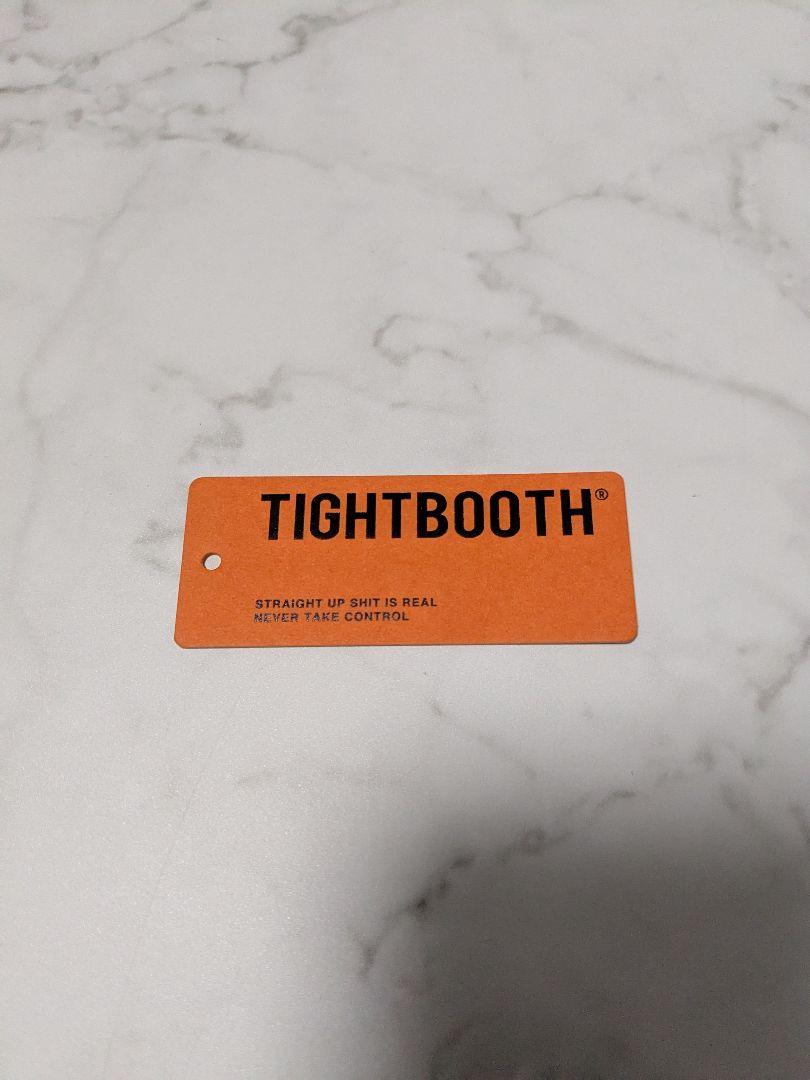 TIGHTBOOTH®
STRAIGHT UP SHIT IS REAL
NEVER TAKE CONTROL